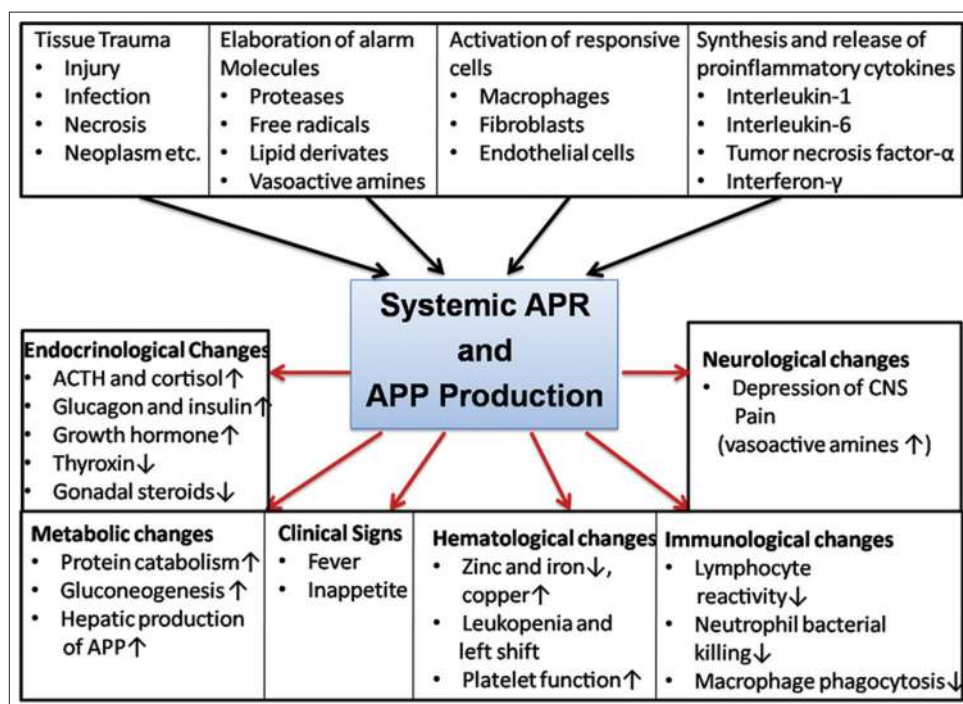 Tissue Trauma
• Injury
• Infection
• Necrosis
• Neoplasm etc.
Elaboration of alarm
Molecules
• Proteases
• Free radicals
• Lipid derivates
• Vasoactive amines
Activation of responsive
cells
• Macrophages
• Fibroblasts
• Endothelial cells
Synthesis and release of
proinflammatory cytokines
• Interleukin-1
• Interleukin-6
• Tumor necrosis factor-α
• Interferon-γ
Systemic APR
and
APP Production
Endocrinological Changes
• ACTH and cortisol↑
• Glucagon and insulin↑
• Growth hormone↑
• Thyroxin↓
• Gonadal steroids↓
Neurological changes
• Depression of CNS
Pain
(vasoactive amines ↑)
Metabolic changes
• Protein catabolism↑
• Gluconeogenesis↑
• Hepatic production
of APP↑
Clinical Signs
• Fever
• Inappetite
Hematological changes
• Zinc and iron↓,
copper↑
• Leukopenia and
left shift
• Platelet function↑
Immunological changes
• Lymphocyte
reactivity↓
• Neutrophil bacterial
killing↓
• Macrophage phagocytosis↓